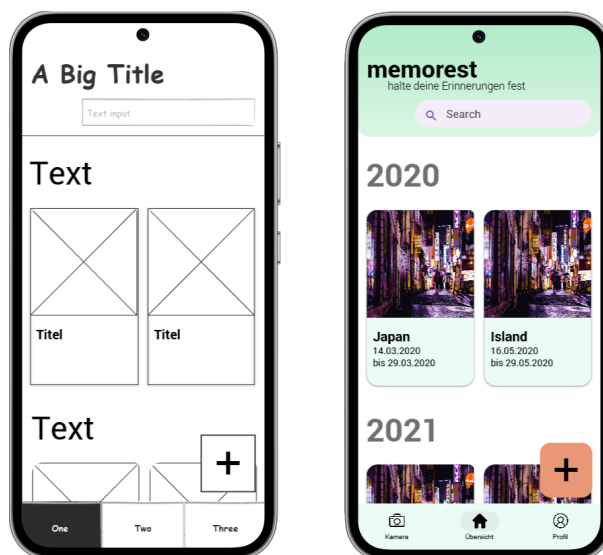 A Big Title
Text input
Text
Titel
Titel
Text
+
One
Two
Three
memorest
halte deine Erinnerungen fest
Search
2020
Japan
14.03.2020
bis 29.03.2020
Island
16.05.2020
bis 29.05.2020
2021
+
Kamera
Übersicht
Profil